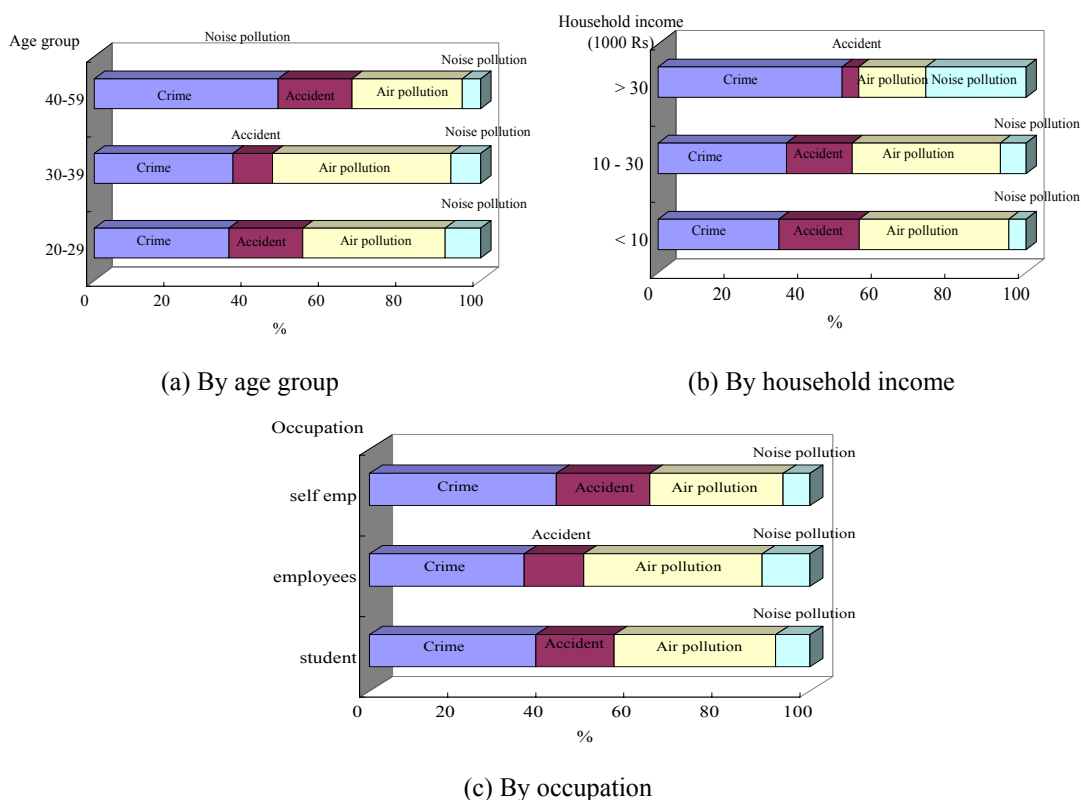 Noise pollution
Age group
Noise pollution
40-59
Crime
Accident
Air pollution
Accident
Noise pollution
30-39
Crime
Air pollution
Noise pollution
20-29
Crime
Accident
Air pollution
0 20 40 60 80 100
%
(a) By age group
Household income
(1000 Rs)
Accident
> 30
Crime
Air pollution
Noise pollution
Noise pollution
10 - 30
Crime
Accident
Air pollution
Noise pollution
< 10
Crime
Accident
Air pollution
0 20 40 60 80 100
%
(b) By household income
Occupation
Noise pollution
self emp
Crime
Accident
Air pollution
Accident
Noise pollution
employees
Crime
Air pollution
Noise pollution
student
Crime
Accident
Air pollution
0 20 40 60 80 100
%
(c) By occupation